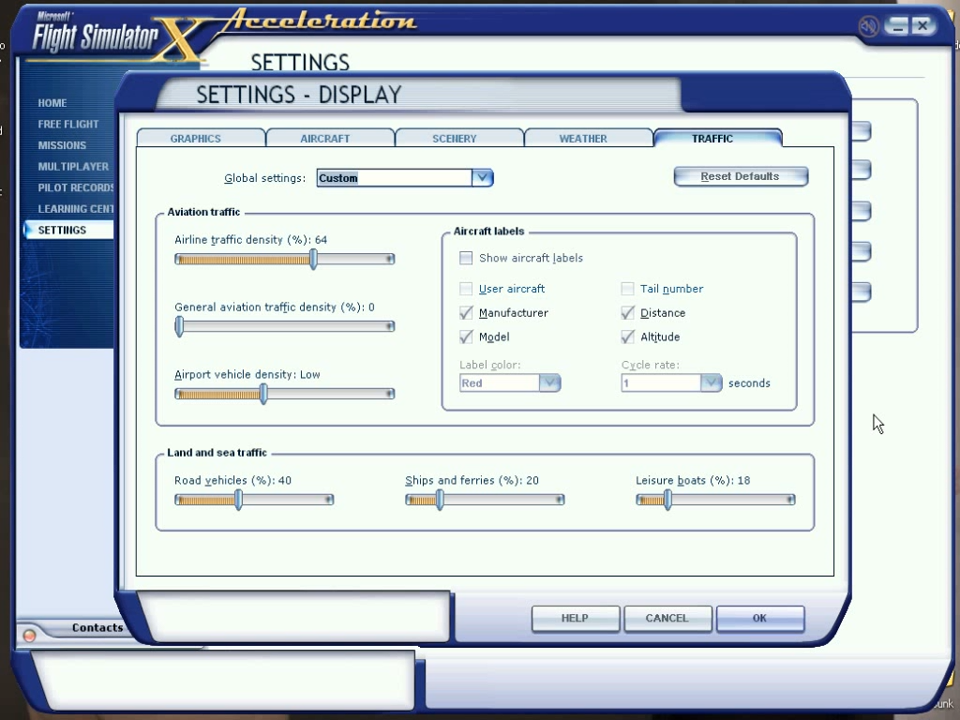 Microsoft
Flight Simulator X
Acceleration
SETTINGS
HOME
FREE FLIGHT
MISSIONS
MULTIPLAYER
PILOT RECORDS
LEARNING CENT
SETTINGS
SETTINGS - DISPLAY
GRAPHICS AIRCRAFT SCENERY WEATHER TRAFFIC
Global settings: Custom Reset Defaults
Aviation traffic
Airline traffic density (%): 64
General aviation traffic density (%): 0
Airport vehicle density: Low
Aircraft labels
Show aircraft labels
User aircraft Tail number
Manufacturer Distance
Model Altitude
Label color: Cycle rate:
Red 1 seconds
Land and sea traffic
Road vehicles (%): 40 Ships and ferries (%): 20 Leisure boats (%): 18
HELP CANCEL OK
Contacts
unk